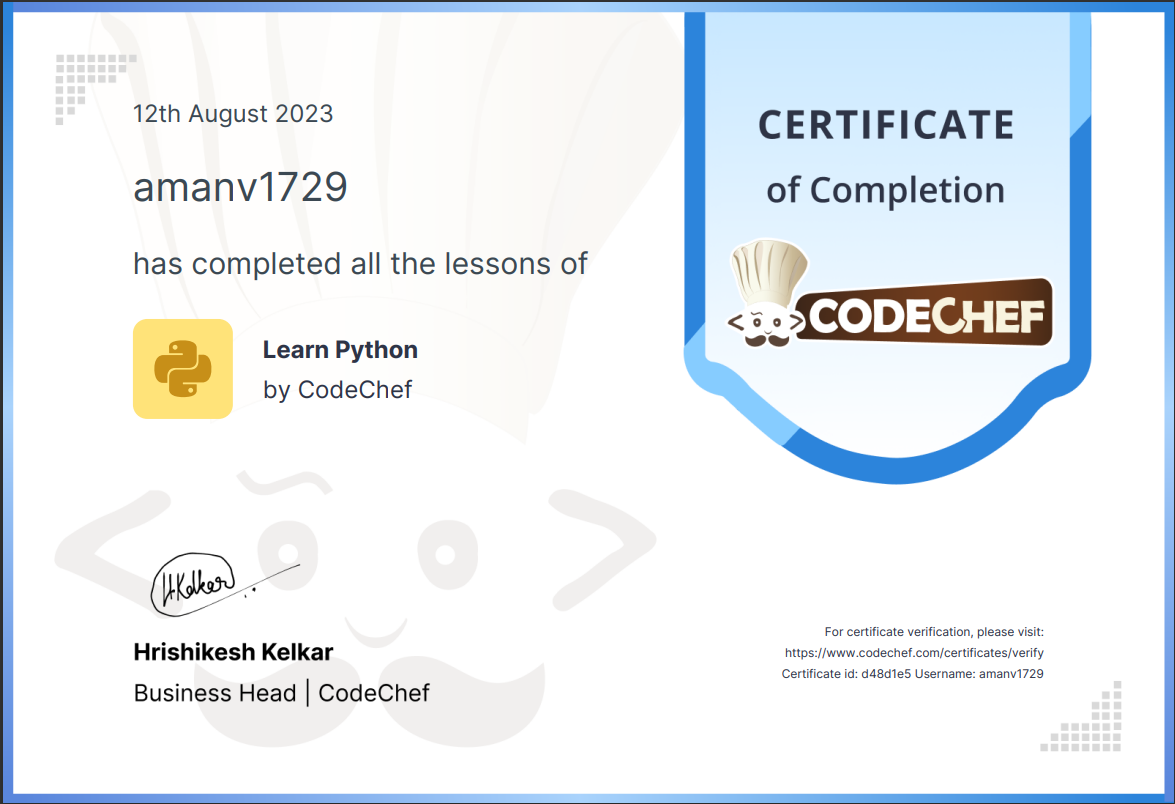 12th August 2023
amanv1729
has completed all the lessons of
Learn Python
by CodeChef
CERTIFICATE
of Completion
CODECHEF
H.Kelkar
Hrishikesh Kelkar
Business Head | CodeChef
For certificate verification, please visit:
https://www.codechef.com/certificates/verify
Certificate id: d48d1e5 Username: amanv1729